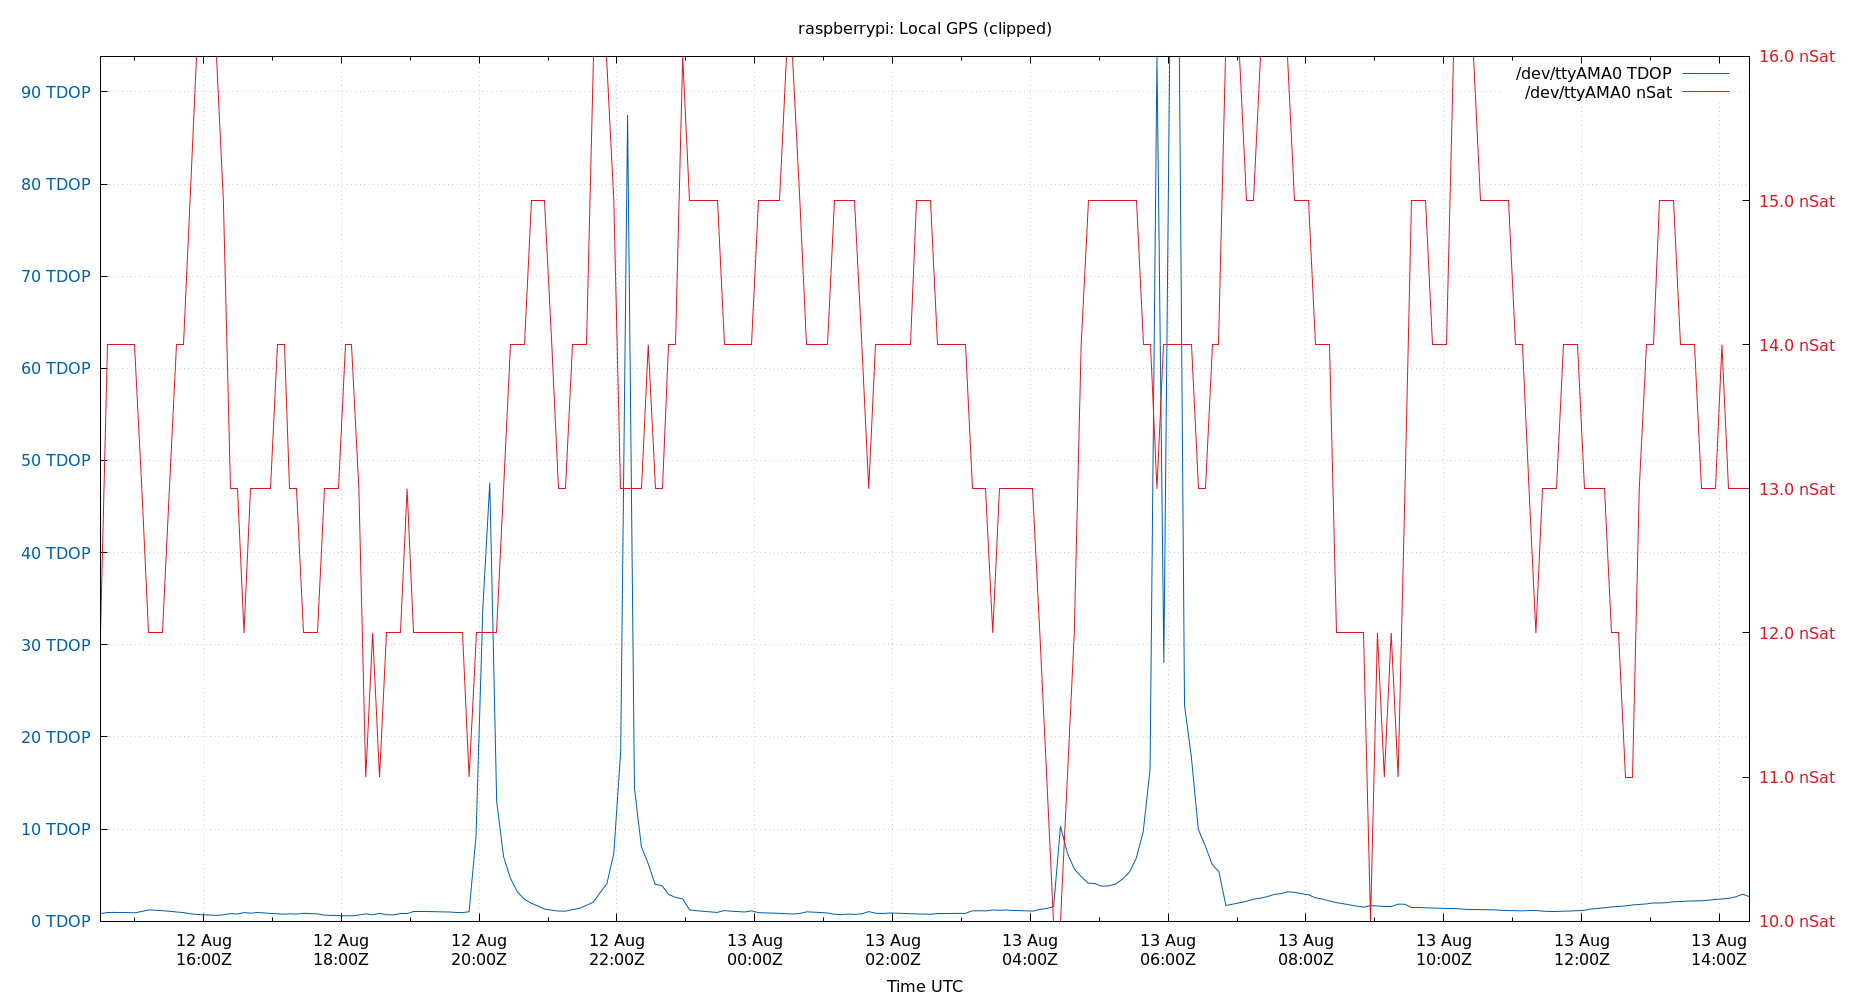 raspberrypi: Local GPS (clipped)
/dev/ttyAMA0 TDOP
/dev/ttyAMA0 nSat
90 TDOP
80 TDOP
70 TDOP
60 TDOP
50 TDOP
40 TDOP
30 TDOP
20 TDOP
10 TDOP
0 TDOP
16.0 nSat
15.0 nSat
14.0 nSat
13.0 nSat
12.0 nSat
11.0 nSat
10.0 nSat
12 Aug
16:00Z
12 Aug
18:00Z
12 Aug
20:00Z
12 Aug
22:00Z
13 Aug
00:00Z
13 Aug
02:00Z
13 Aug
04:00Z
13 Aug
06:00Z
13 Aug
08:00Z
13 Aug
10:00Z
13 Aug
12:00Z
13 Aug
14:00Z
Time UTC